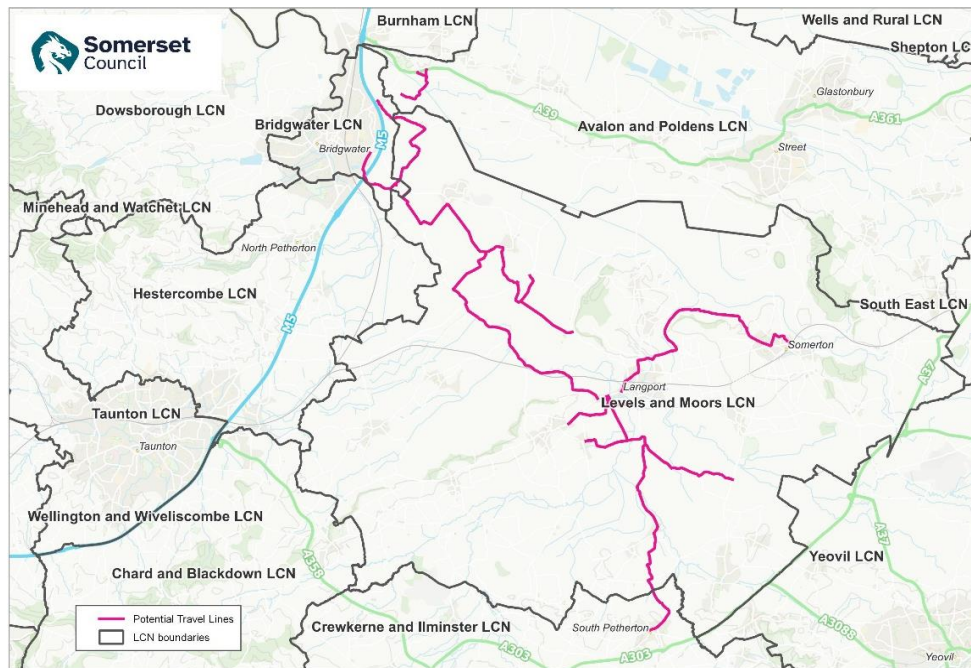 Somerset
Council
Burnham LCN
Wells and Rural LCN
Shepton LC
Glastonbury
A39
A361
Dowsborough LCN
Bridgwater LCN
Avalon and Poldens LCN
Bridgwater
M5
Street
Minehead and Watchet LCN
North Petherton
Hestercombe LCN
South East LCN
M5
Somerton
A37
Langport
Levels and Moors LCN
Taunton LCN
Taunton
Wellington and Wiveliscombe LCN
A37
Yeovil LCN
A358
Chard and Blackdown LCN
Potential Travel Lines
LCN boundaries
Crewkerne and Ilminster LCN
South Petherton
A3088
A303
A303
Yeovil